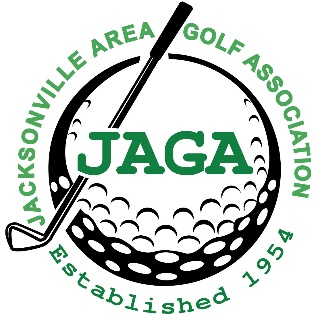 JACKSONVILLE AREA GOLF ASSOCIATION
JAGA
Established 1954